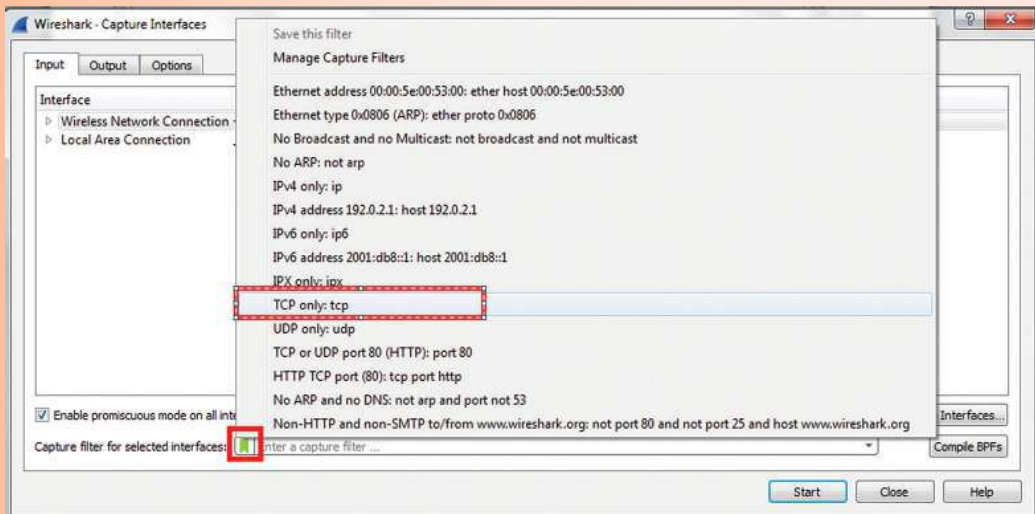 Wireshark - Capture Interfaces
Input
Output
Options
Interface
Wireless Network Connection
Local Area Connection
Save this filter
Manage Capture Filters
Ethernet address 00:00:5e:00:53:00: ether host 00:00:5e:00:53:00
Ethernet type 0x0806 (ARP): ether proto 0x0806
No Broadcast and no Multicast: not broadcast and not multicast
No ARP: not arp
IPv4 only: ip
IPv4 address 192.0.2.1: host 192.0.2.1
IPv6 only: ip6
IPv6 address 2001:db8::1: host 2001:db8::1
IPX only: ipx
TCP only: tcp
UDP only: udp
TCP or UDP port 80 (HTTP): port 80
HTTP TCP port (80): tcp port http
No ARP and no DNS: not arp and port not 53
Non-HTTP and non-SMTP to/from www.wireshark.org: not port 80 and not port 25 and host www.wireshark.org
Enable promiscuous mode on all
Interfaces...
Capture filter for selected interfaces:
Enter a capture filter ...
Compile BPFs
Start
Close
Help